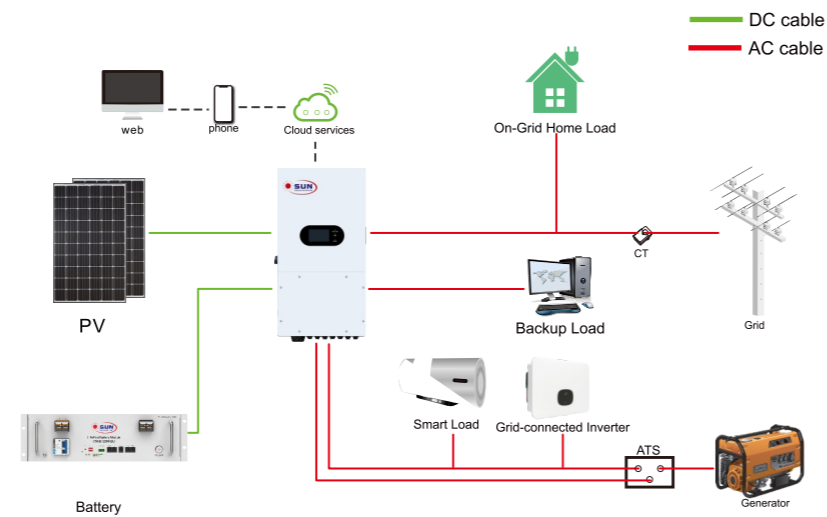 DC cable
AC cable
web
phone
Cloud services
On-Grid Home Load
SUN
CT
PV
Backup Load
Grid
Smart Load
Grid-connected Inverter
ATS
SUN
Generator
Battery